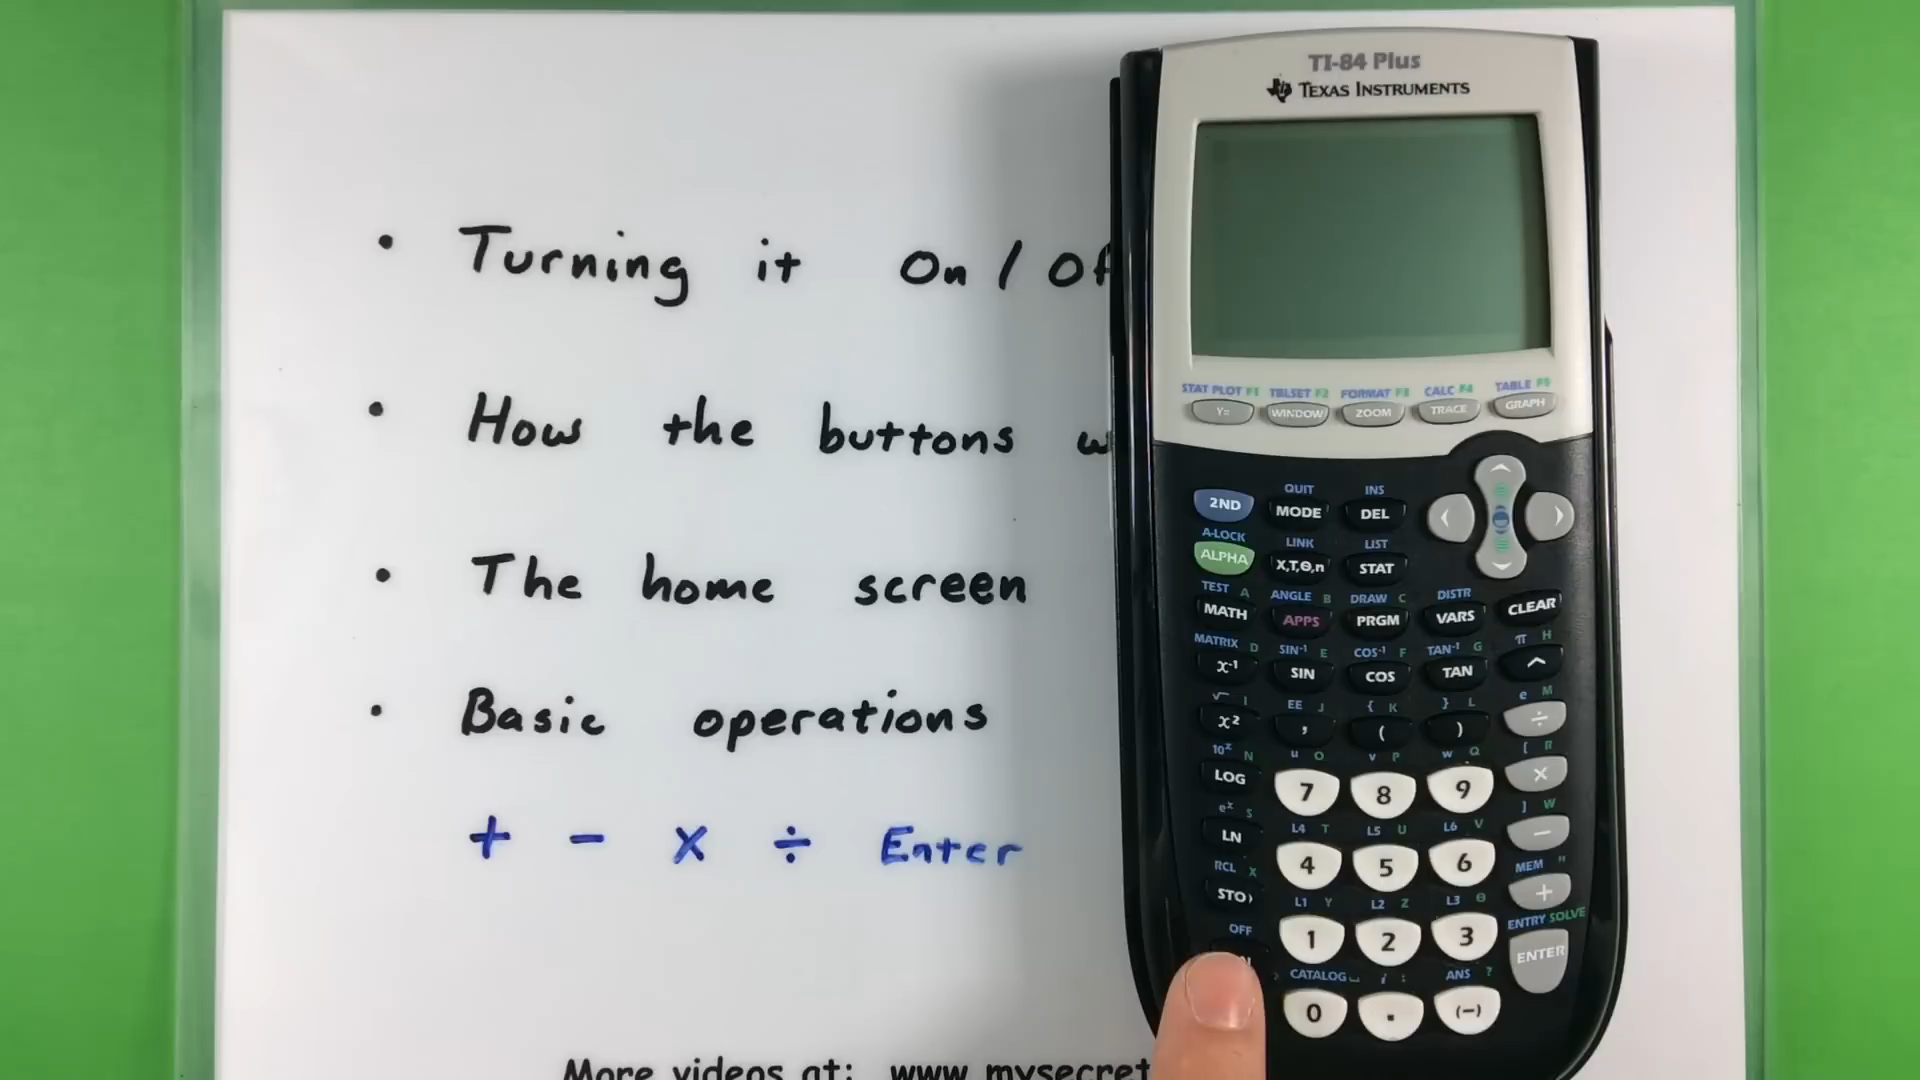 • Turning it On / Of
• How the buttons w
• The home screen
• Basic operations
+ - x ÷ Enter
More videos at: www.mysecret
TI-84 Plus
TEXAS INSTRUMENTS
STAT PLOT F1 TBLSET F2 FORMAT F3 CALC F4 TABLE F5
Y= WINDOW ZOOM TRACE GRAPH
QUIT INS
2ND MODE DEL
A-LOCK LINK LIST
ALPHA X,T,Θ,n STAT
TEST A ANGLE B DRAW C DISTR
MATH APPS PRGM VARS CLEAR
MATRIX D SIN⁻¹ E COS⁻¹ F TAN⁻¹ G π H
x⁻¹ SIN COS TAN ^
√ I EE J { K } L e M
x² , ( ) ÷
10ˣ N u O v P w Q [ R
LOG 7 8 9 ×
eˣ S L4 T L5 U L6 V ] W
LN 4 5 6 −
RCL X L1 Y L2 Z L3 Θ MEM "
STO› 1 2 3 +
OFF CATALOG ⎵ i : ANS ? ENTRY SOLVE
0 . (−) ENTER